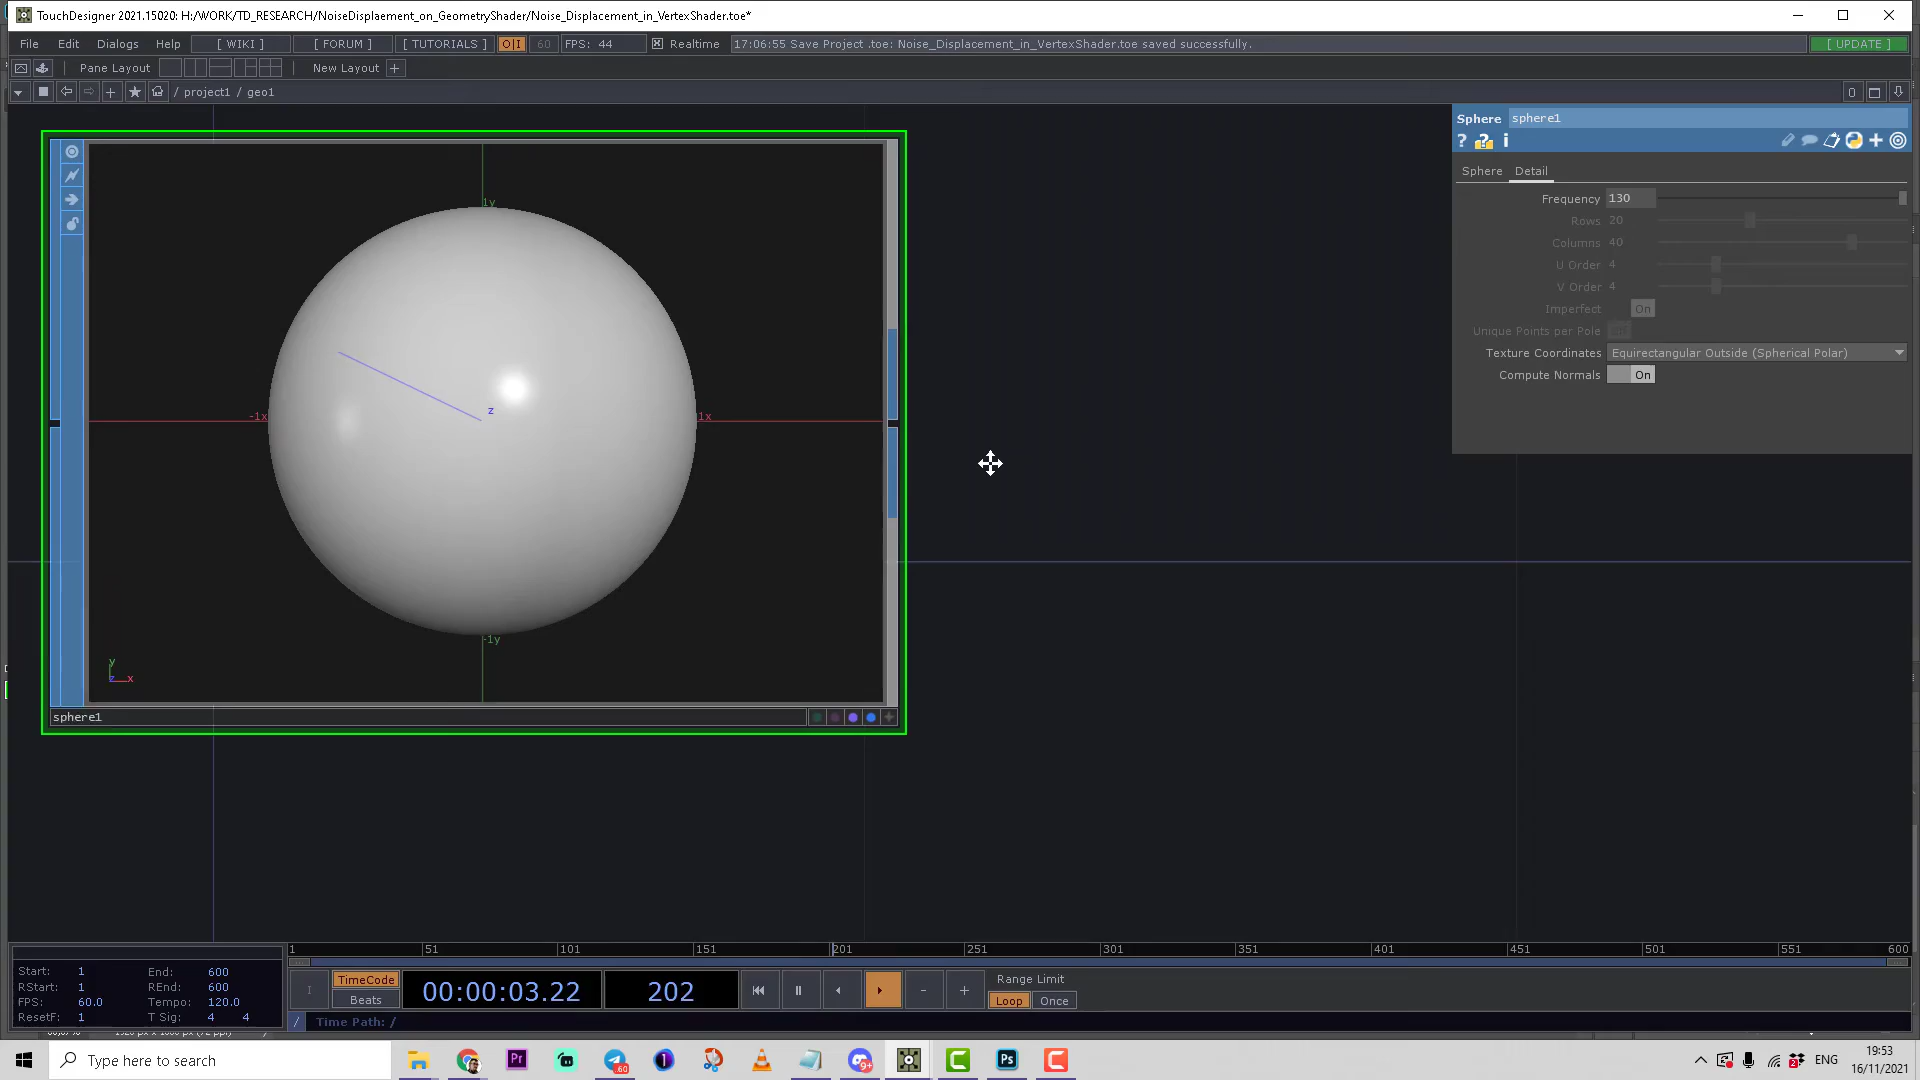 TouchDesigner 2021.15020: H:/WORK/TD_RESEARCH/NoiseDisplaement_on_GeometryShader/Noise_Displacement_in_VertexShader.toe*
File Edit Dialogs Help [ WIKI ] [ FORUM ] [ TUTORIALS ] O|I 60 FPS: 44 Realtime 17:06:55 Save Project .toe: Noise_Displacement_in_VertexShader.toe saved successfully. [ UPDATE ]
Pane Layout New Layout +
/ project1 / geo1 0
Sphere sphere1
? ? i
Sphere Detail
Frequency 130
Rows 20
Columns 40
U Order 4
V Order 4
Imperfect On
Unique Points per Pole
Texture Coordinates Equirectangular Outside (Spherical Polar)
Compute Normals On
1y
z
-1x 1x
-1y
y
z x
sphere1
1 51 101 151 201 251 301 351 401 451 501 551 600
Start: 1 End: 600
RStart: 1 REnd: 600
FPS: 60.0 Tempo: 120.0
ResetF: 1 T Sig: 4 4
TimeCode
Beats
00:00:03.22 202
Range Limit
Loop Once
/ Time Path: /
Type here to search
Pr
60
9+
Ps
2
ENG
19:53
16/11/2021